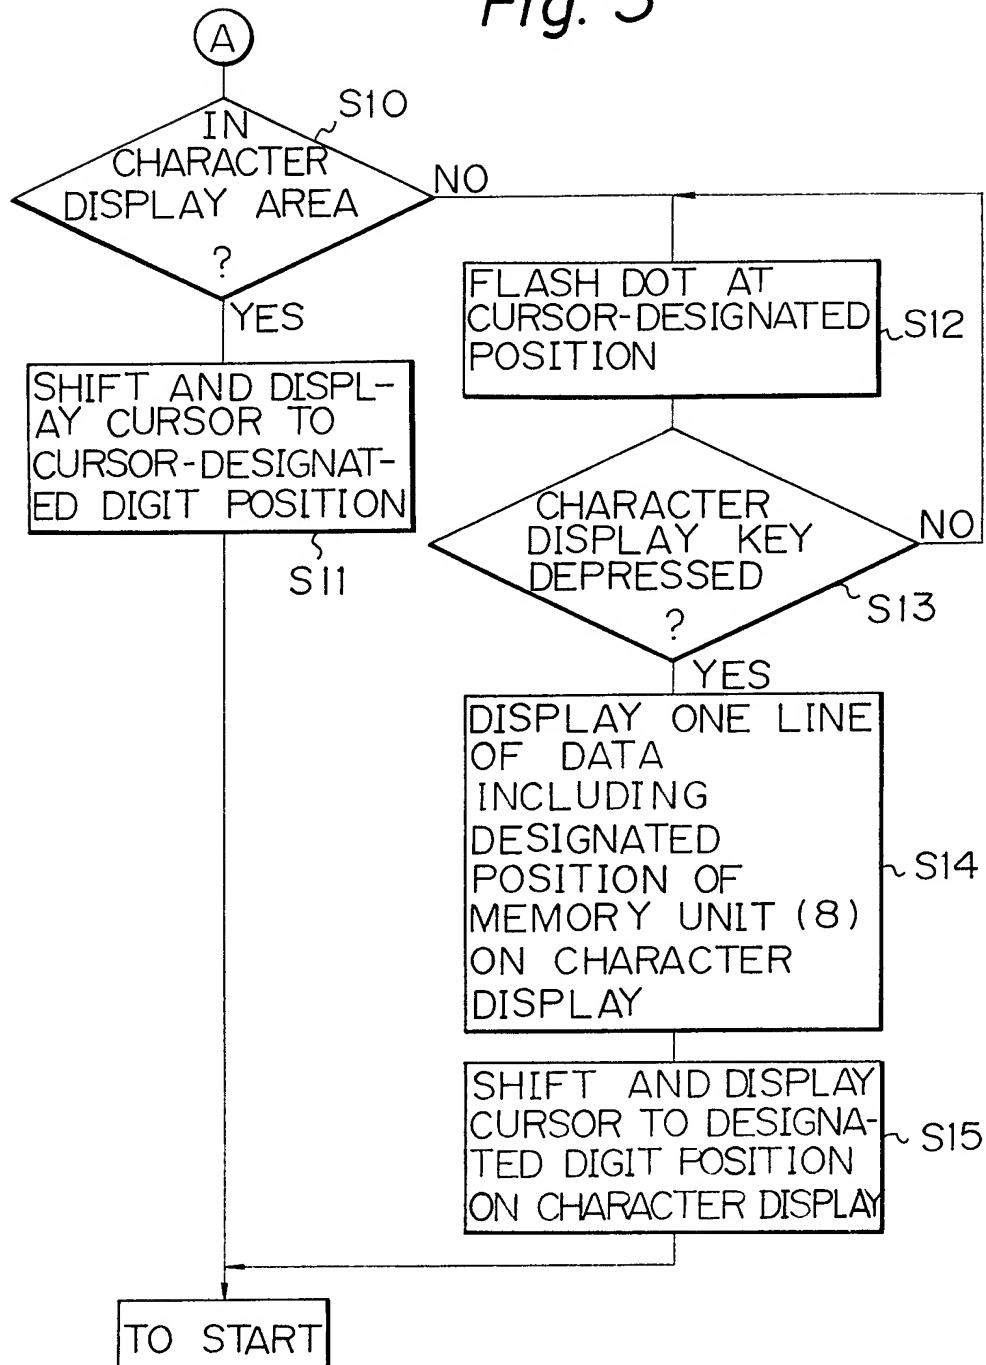 Fig. 5
A
S10
IN
CHARACTER
DISPLAY AREA
?
NO
YES
FLASH DOT AT
CURSOR-DESIGNATED
POSITION
S12
SHIFT AND DISPL-
AY CURSOR TO
CURSOR-DESIGNAT-
ED DIGIT POSITION
S11
CHARACTER
DISPLAY KEY
DEPRESSED
?
NO
S13
YES
DISPLAY ONE LINE
OF DATA
INCLUDING
DESIGNATED
POSITION OF
MEMORY UNIT (8)
ON CHARACTER
DISPLAY
S14
SHIFT AND DISPLAY
CURSOR TO DESIGNA-
TED DIGIT POSITION
ON CHARACTER DISPLAY
S15
TO START